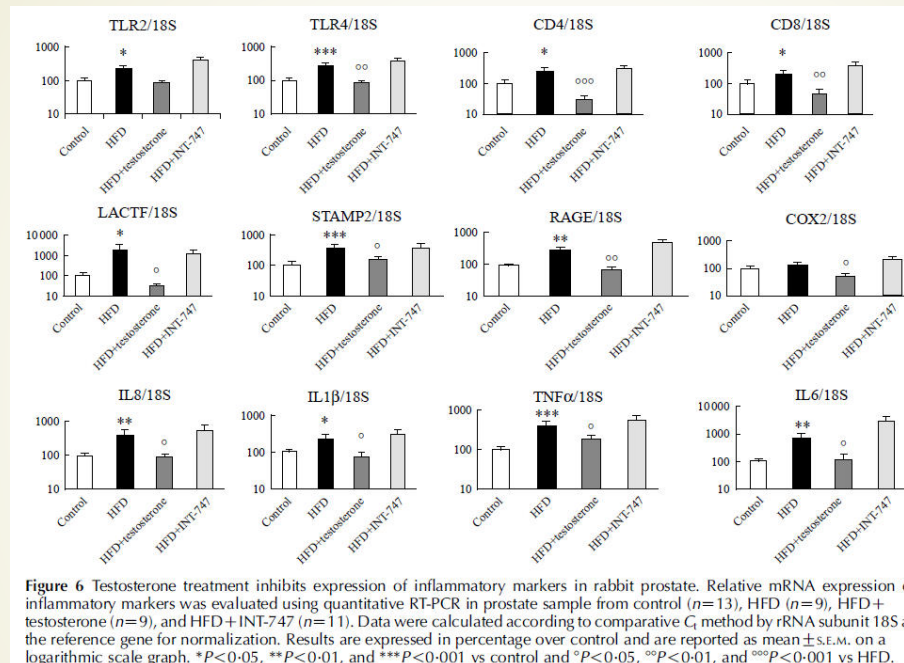 TLR2/18S
1000
100
10
*
Control
HFD
HFD+testosterone
HFD+INT-747
TLR4/18S
1000
100
10
***
°°
Control
HFD
HFD+testosterone
HFD+INT-747
CD4/18S
1000
100
10
*
°°°
Control
HFD
HFD+testosterone
HFD+INT-747
CD8/18S
1000
100
10
*
°°
Control
HFD
HFD+testosterone
HFD+INT-747
LACTF/18S
10 000
1000
100
10
*
°
Control
HFD
HFD+testosterone
HFD+INT-747
STAMP2/18S
1000
100
10
***
°
Control
HFD
HFD+testosterone
HFD+INT-747
RAGE/18S
1000
100
10
**
°°
Control
HFD
HFD+testosterone
HFD+INT-747
COX2/18S
1000
100
10
°
Control
HFD
HFD+testosterone
HFD+INT-747
IL8/18S
1000
100
10
**
°
Control
HFD
HFD+testosterone
HFD+INT-747
IL1β/18S
1000
100
10
*
°
Control
HFD
HFD+testosterone
HFD+INT-747
TNFα/18S
1000
100
10
***
°
Control
HFD
HFD+testosterone
HFD+INT-747
IL6/18S
10000
1000
100
10
**
°
Control
HFD
HFD+testosterone
HFD+INT-747
Figure 6 Testosterone treatment inhibits expression of inflammatory markers in rabbit prostate. Relative mRNA expression
inflammatory markers was evaluated using quantitative RT-PCR in prostate sample from control (n=13), HFD (n=9), HFD+
testosterone (n=9), and HFD+INT-747 (n=11). Data were calculated according to comparative Ct method by rRNA subunit 18S
the reference gene for normalization. Results are expressed in percentage over control and are reported as mean±S.E.M. on a
logarithmic scale graph. *P<0·05, **P<0·01, and ***P<0·001 vs control and °P<0·05, °°P<0·01, and °°°P<0·001 vs HFD.